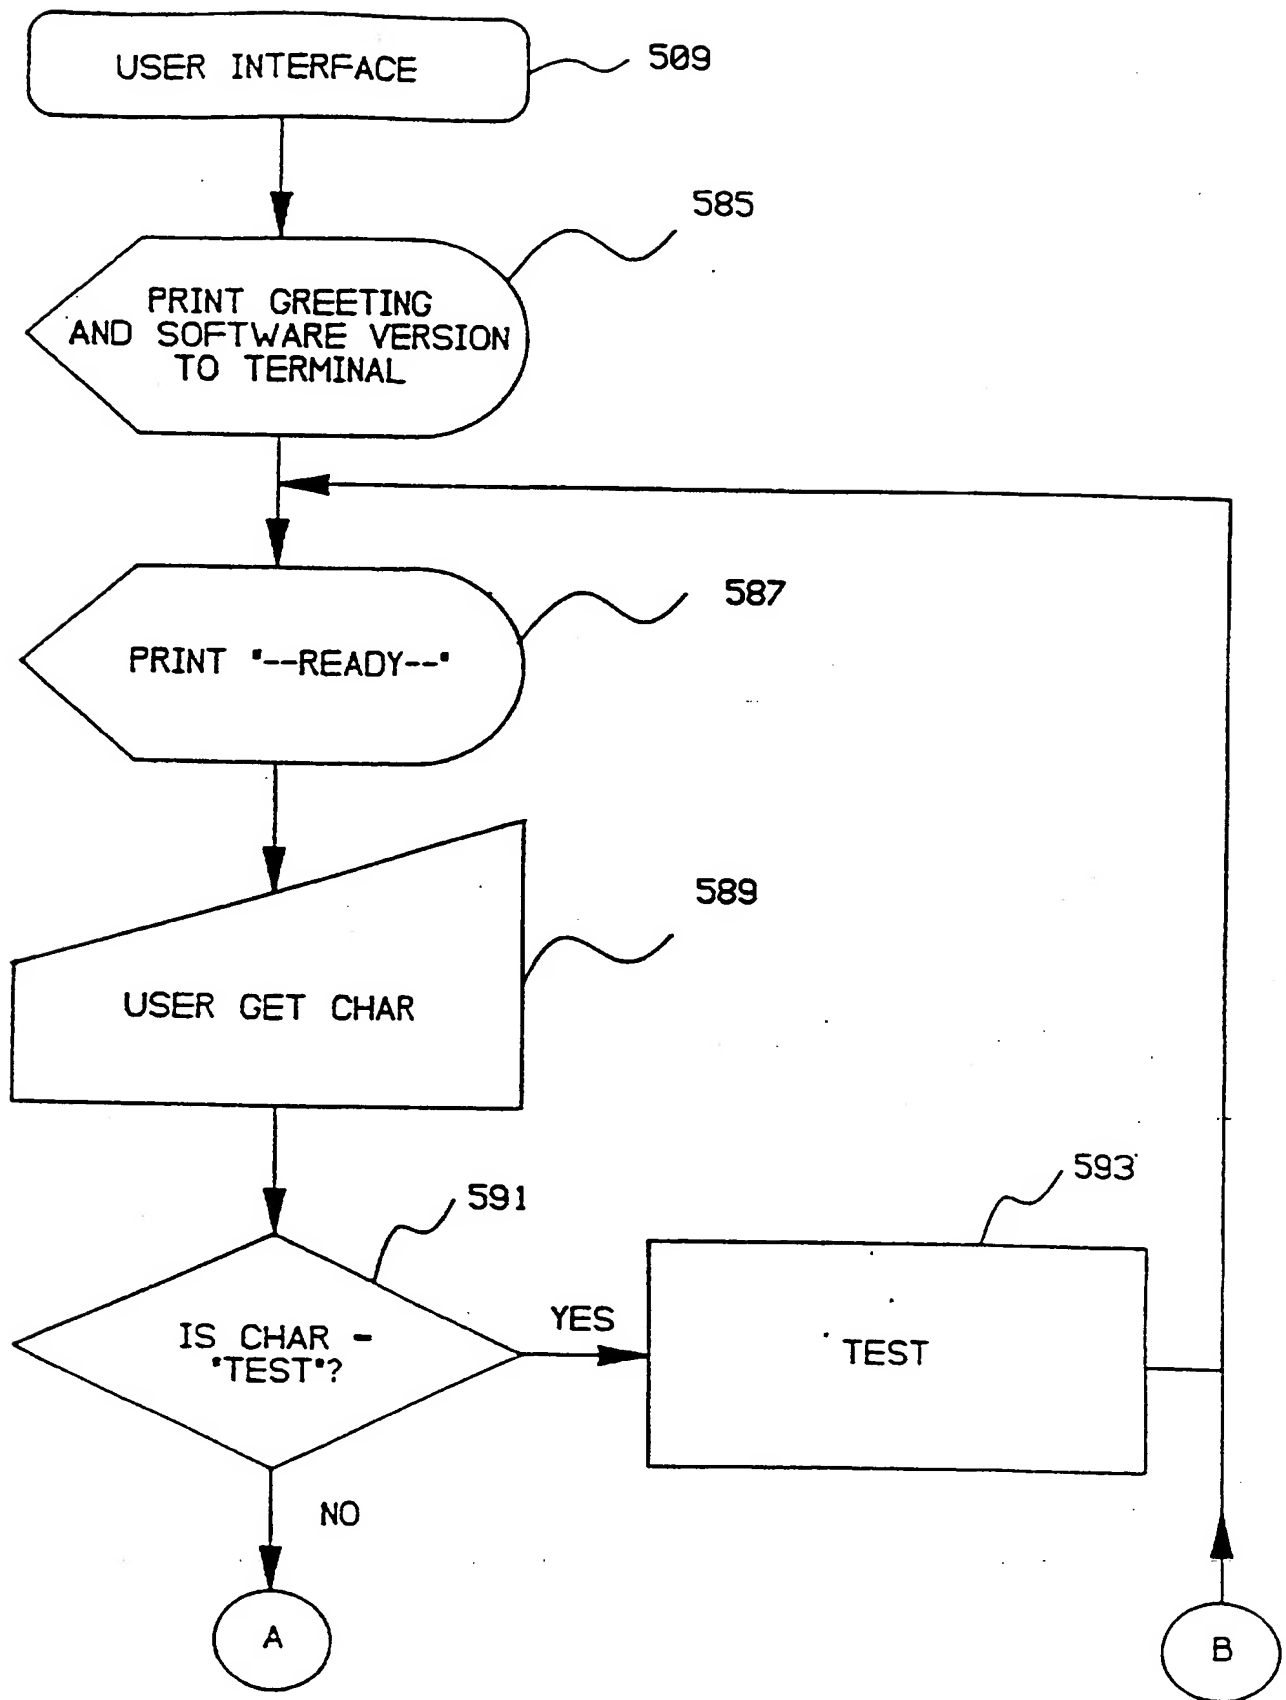 USER INTERFACE
509
585
PRINT GREETING
AND SOFTWARE VERSION
TO TERMINAL
587
PRINT "--READY--"
589
USER GET CHAR
591
593
IS CHAR =
"TEST"?
YES
TEST
NO
A
B